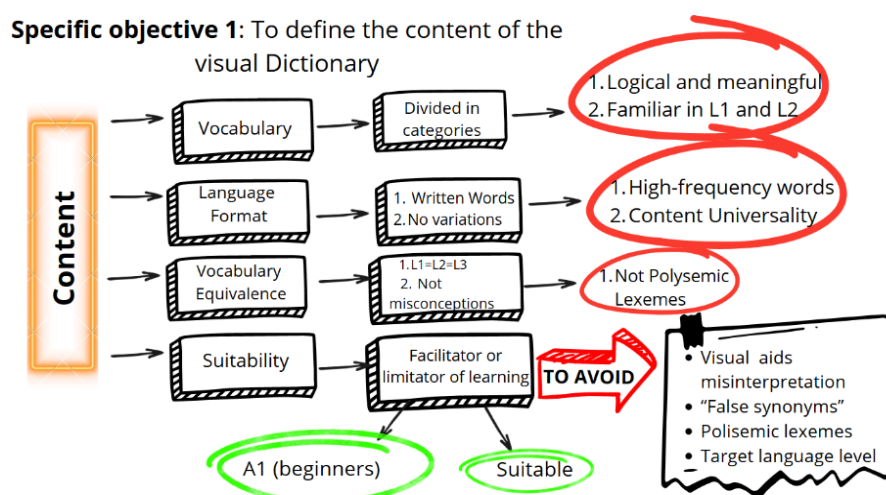 Specific objective 1: To define the content of the
visual Dictionary
Content
Vocabulary
Divided in
categories
1. Logical and meaningful
2. Familiar in L1 and L2
Language
Format
1. Written Words
2. No variations
1. High-frequency words
2. Content Universality
Vocabulary
Equivalence
1. L1=L2=L3
2. Not
misconceptions
1. Not Polysemic
Lexemes
Suitability
Facilitator or
limitator of learning
TO AVOID
• Visual aids
misinterpretation
• “False synonyms”
• Polisemic lexemes
• Target language level
A1 (beginners)
Suitable